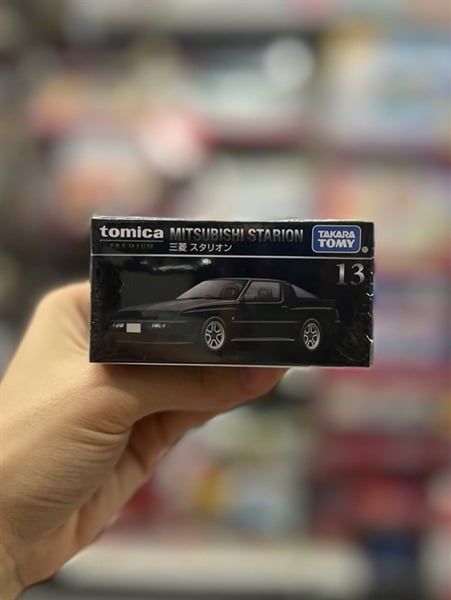 tomica MITSUBISHI STARION
PREMIUM 三菱 スタリオン
TAKARA
TOMY®
13